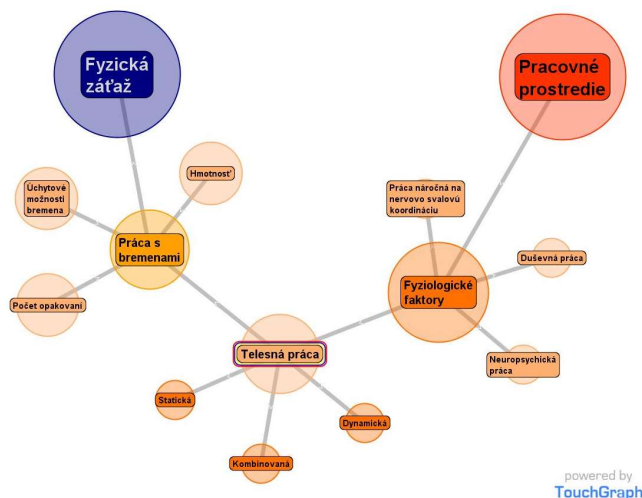 Fyzická
záťaž
Pracovné
prostredie
Hmotnosť
Úchytové
možnosti
bremena
Práca náročná na
nervovo svalovú
koordináciu
Práca s
bremenami
Duševná práca
Fyziologické
faktory
Počet opakovaní
Telesná práca
Neuropsychická
práca
Statická
Dynamická
Kombinovaná
powered by
TouchGraph